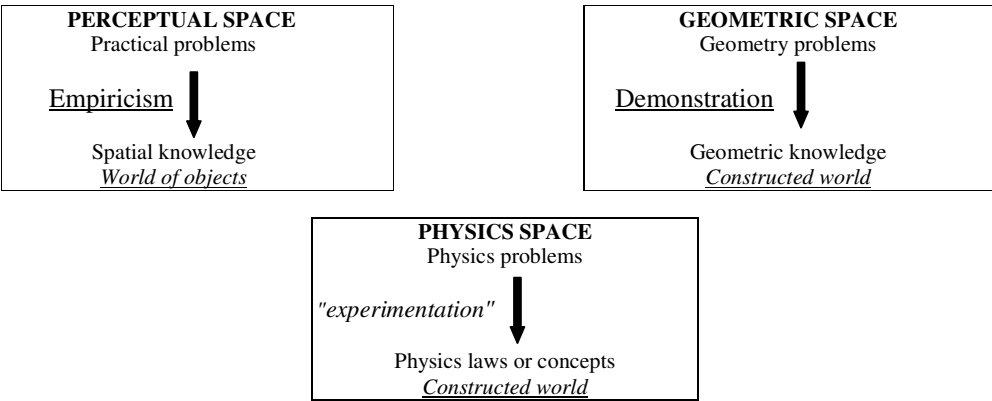 PERCEPTUAL SPACE
Practical problems
Empiricism
Spatial knowledge
World of objects
GEOMETRIC SPACE
Geometry problems
Demonstration
Geometric knowledge
Constructed world
PHYSICS SPACE
Physics problems
"experimentation"
Physics laws or concepts
Constructed world